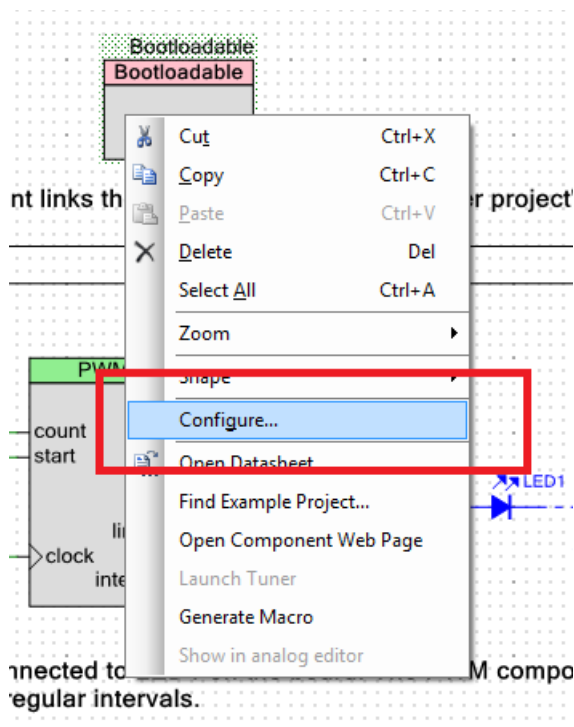 Bootloadable
Bootloadable
Cut Ctrl+X
Copy Ctrl+C
nt links th r project'
Paste Ctrl+V
Delete Del
Select All Ctrl+A
Zoom
PWM
Shape
Configure...
count
start
Open Datasheet
LED1
Find Example Project...
Open Component Web Page
clock
Launch Tuner
inte
Generate Macro
Show in analog editor
nnected to M compo
regular intervals.